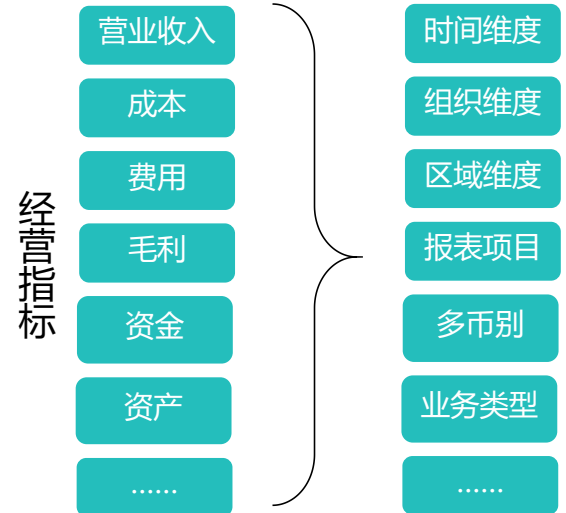 经营指标
营业收入
成本
费用
毛利
资金
资产
......
时间维度
组织维度
区域维度
报表项目
多币别
业务类型
......